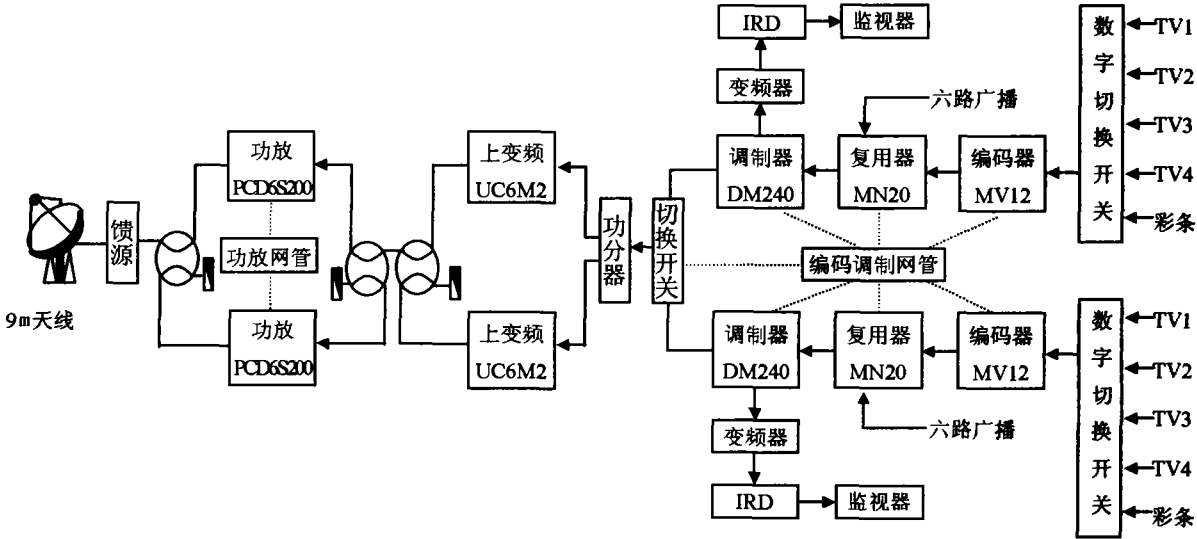 IRD
监视器
变频器
六路广播
调制器
DM240
复用器
MN20
编码器
MV12
数字切换开关
TV1
TV2
TV3
TV4
彩条
功放
PCD6S200
上变频
UC6M2
馈源
功放网管
功分器
切换开关
编码调制网管
9m天线
功放
PCD6S200
上变频
UC6M2
调制器
DM240
复用器
MN20
编码器
MV12
数字切换开关
TV1
TV2
TV3
TV4
彩条
变频器
六路广播
IRD
监视器